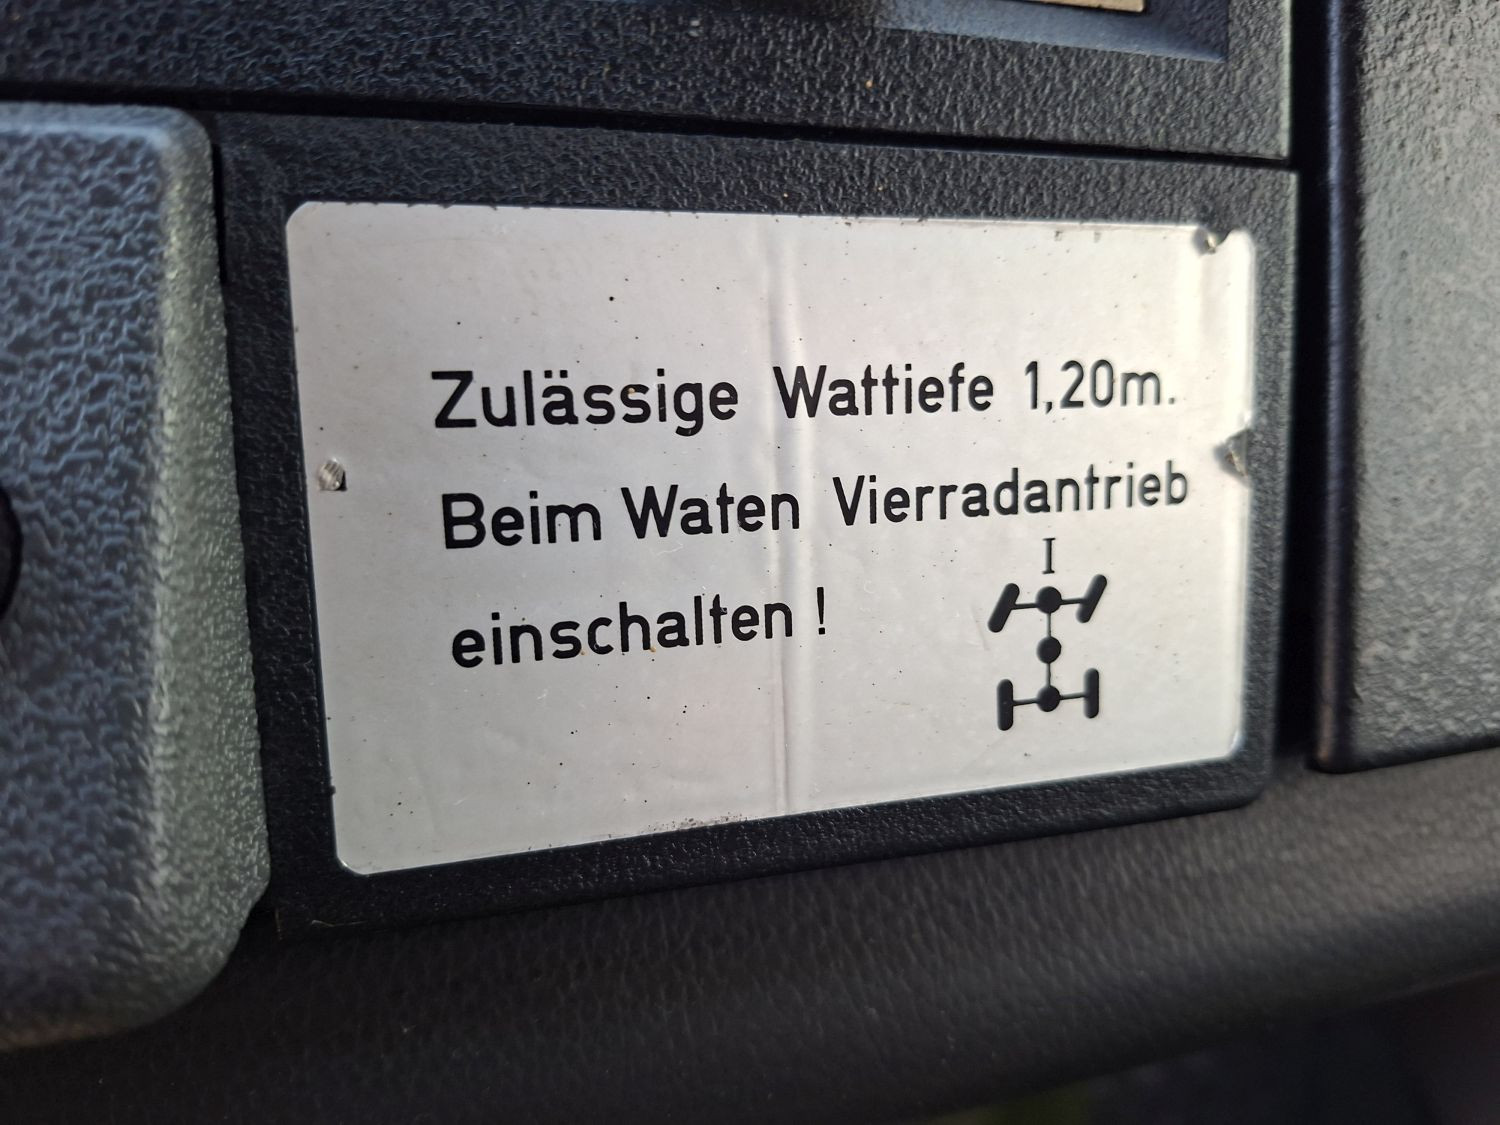 Zulässige Wattiefe 1,20m.
Beim Waten Vierradantrieb
einschalten !
I